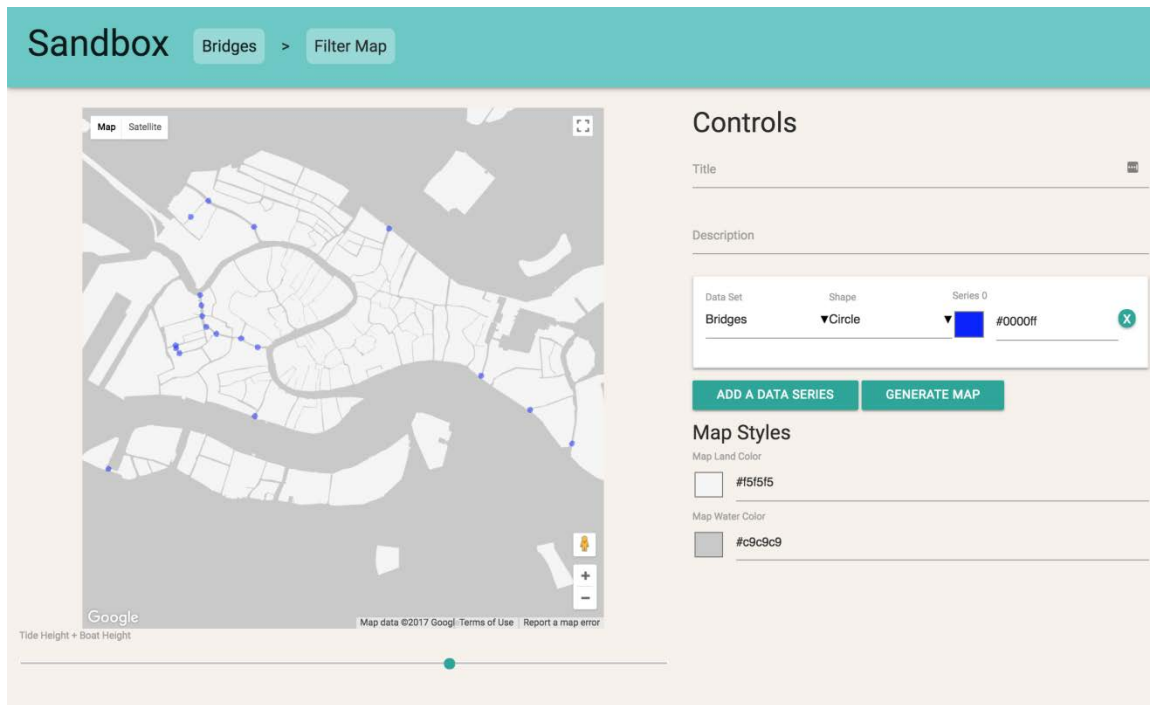 Sandbox Bridges > Filter Map
Map Satellite
Google
Map data ©2017 Googl Terms of Use Report a map error
Tide Height + Boat Height
Controls
Title
Description
Data Set Shape Series 0
Bridges ▼Circle ▼ #0000ff X
ADD A DATA SERIES GENERATE MAP
Map Styles
Map Land Color
#f5f5f5
Map Water Color
#c9c9c9